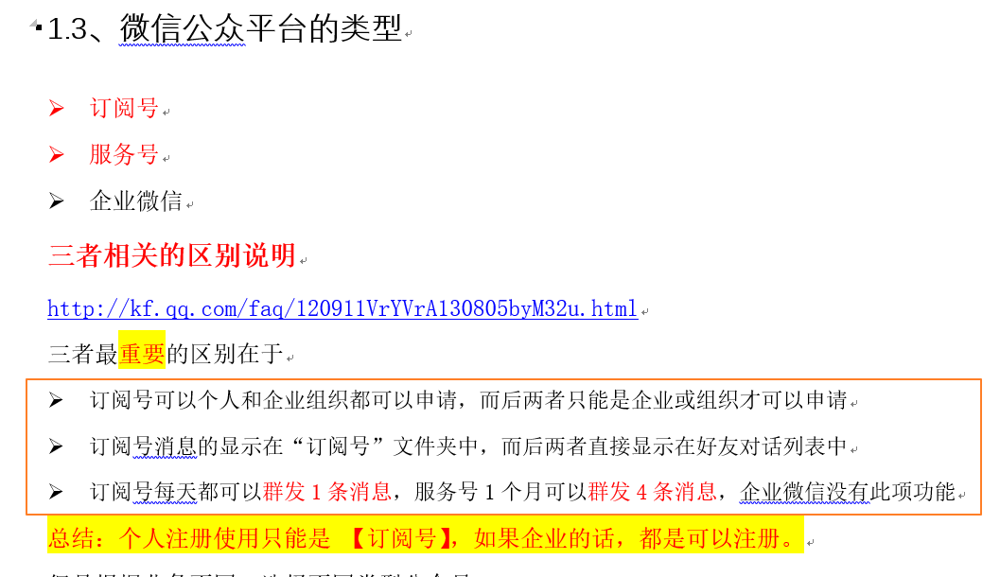 1.3、微信公众平台的类型
订阅号
服务号
企业微信
三者相关的区别说明
http://kf.qq.com/faq/120911VrYVrA130805byM32u.html
三者最重要的区别在于
订阅号可以个人和企业组织都可以申请，而后两者只能是企业或组织才可以申请
订阅号消息的显示在“订阅号”文件夹中，而后两者直接显示在好友对话列表中
订阅号每天都可以群发1条消息，服务号1个月可以群发4条消息，企业微信没有此项功能
总结：个人注册使用只能是 【订阅号】，如果企业的话，都是可以注册。